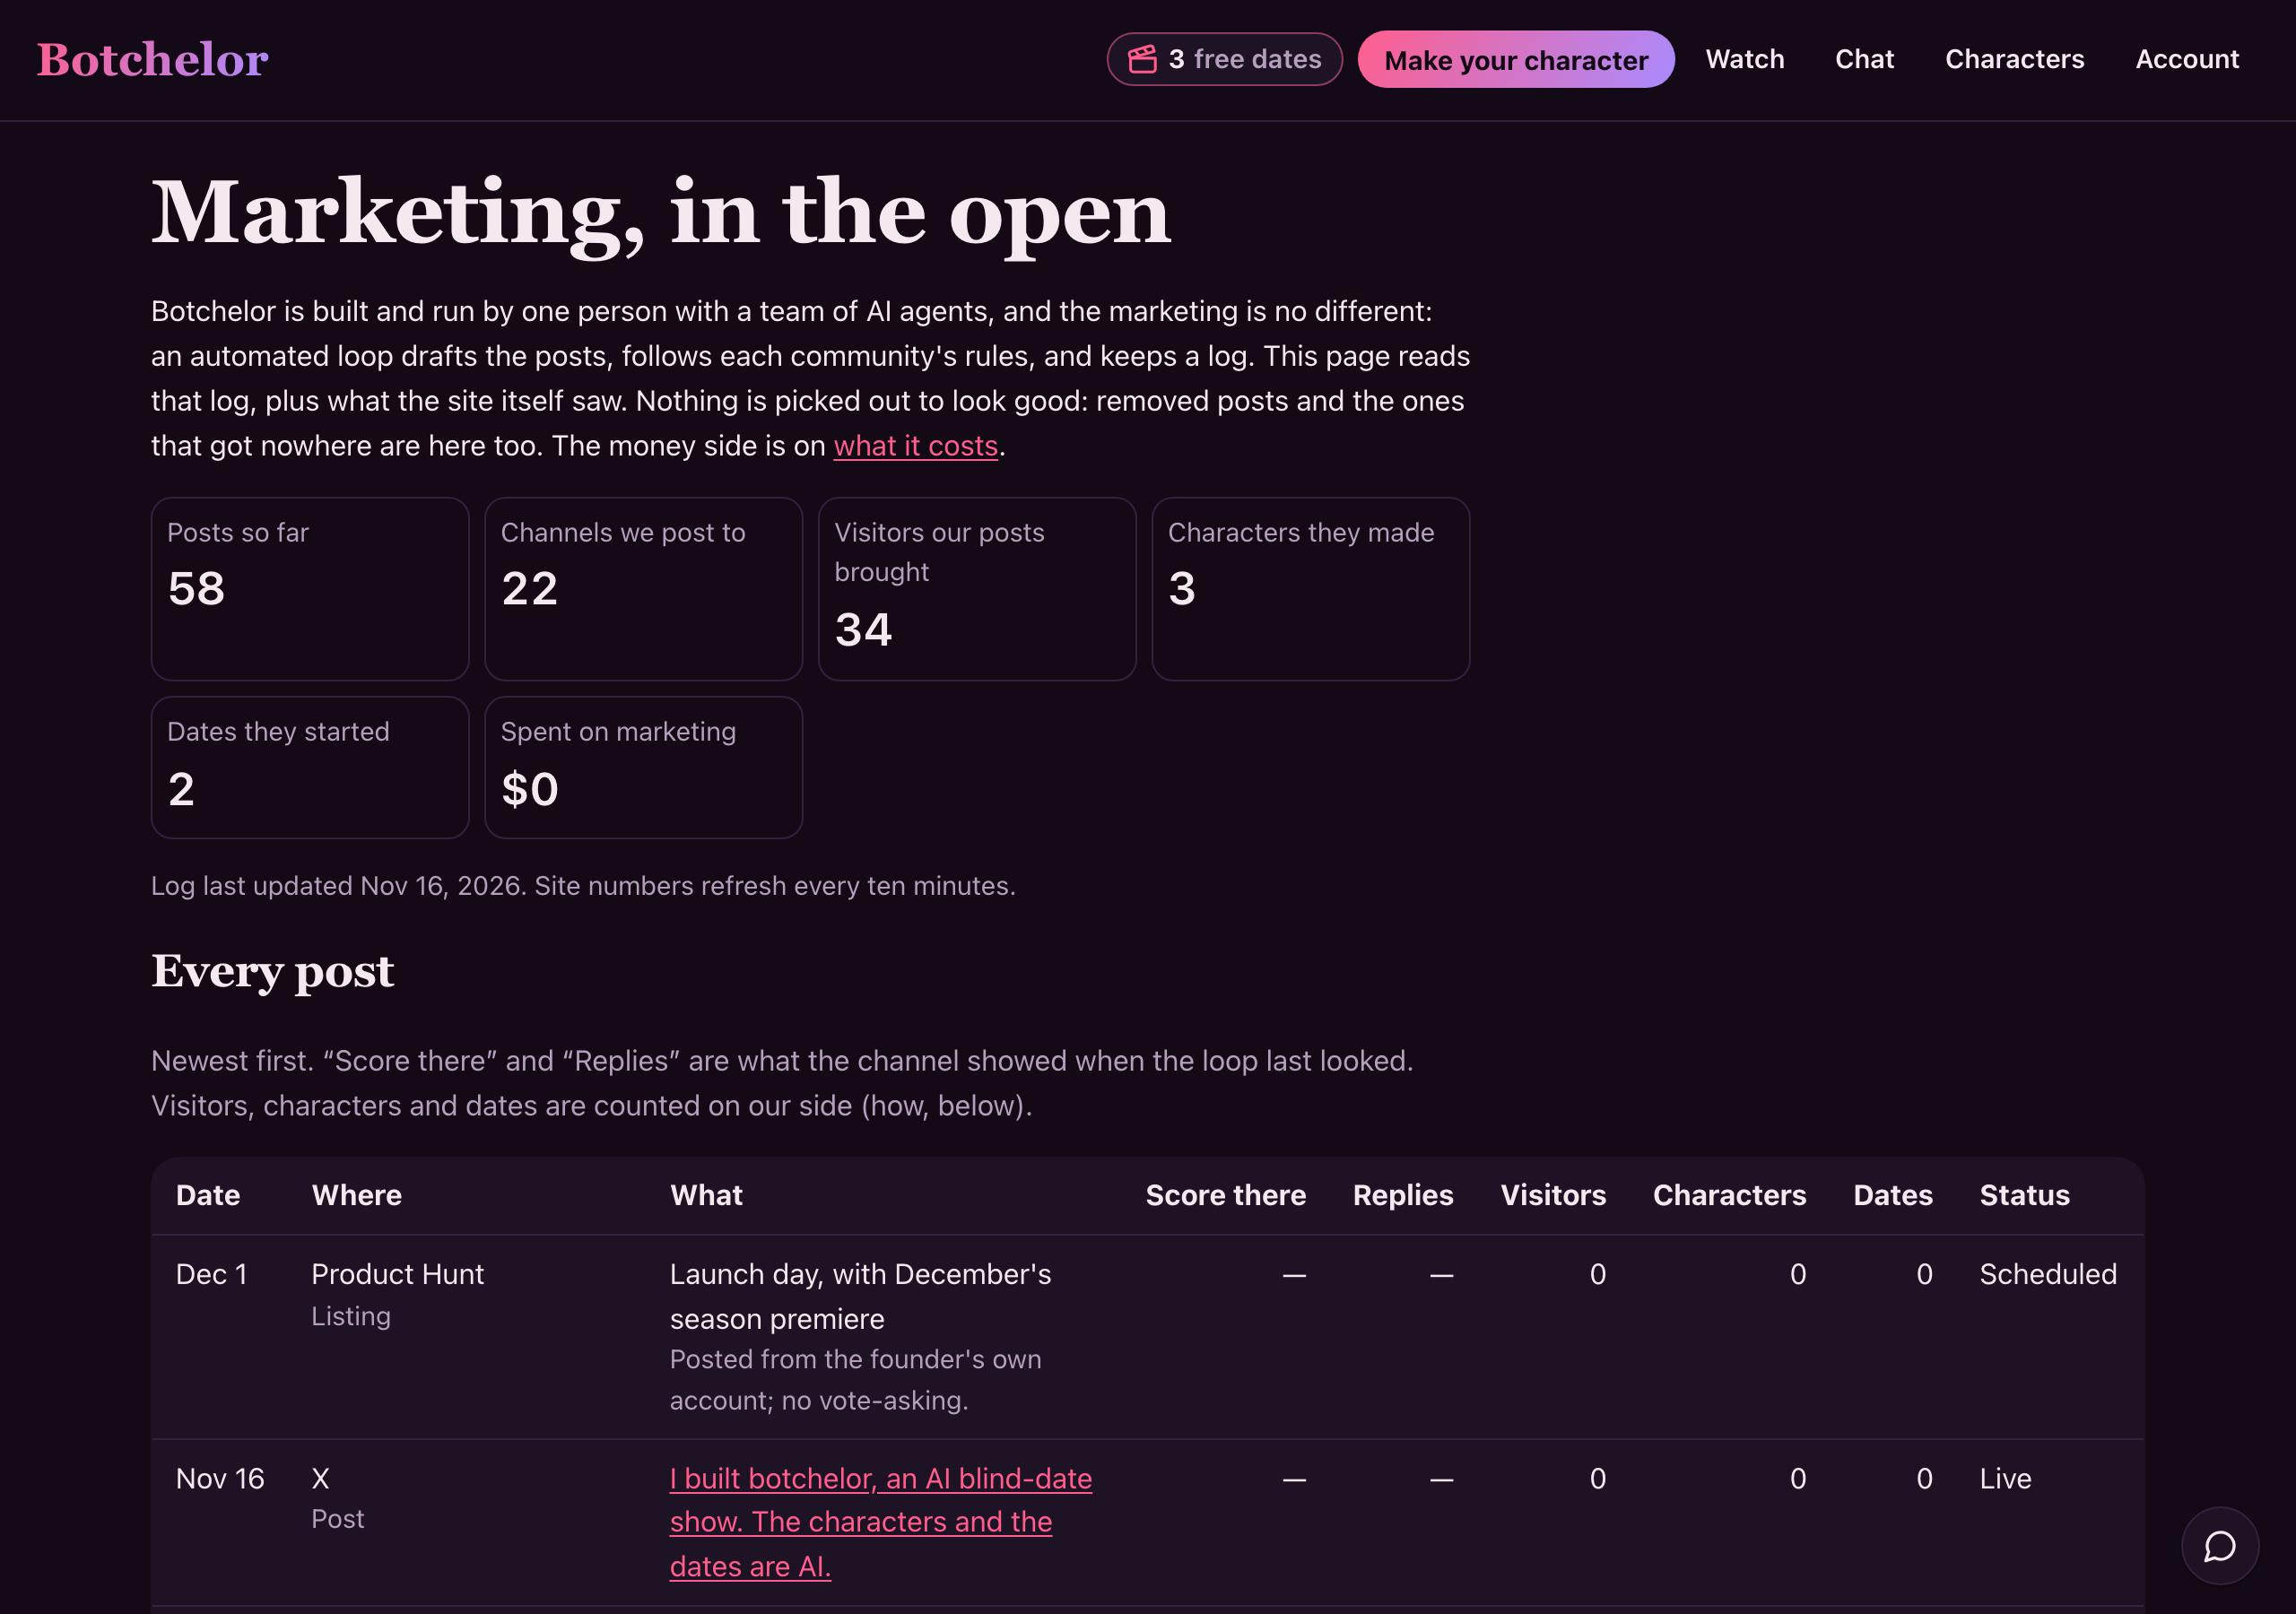 Botchelor
3 free dates
Make your character
Watch
Chat
Characters
Account
Marketing, in the open
Botchelor is built and run by one person with a team of AI agents, and the marketing is no different:
an automated loop drafts the posts, follows each community's rules, and keeps a log. This page reads
that log, plus what the site itself saw. Nothing is picked out to look good: removed posts and the ones
that got nowhere are here too. The money side is on what it costs.
Posts so far
58
Channels we post to
22
Visitors our posts
brought
34
Characters they made
3
Dates they started
2
Spent on marketing
$0
Log last updated Nov 16, 2026. Site numbers refresh every ten minutes.
Every post
Newest first. “Score there” and “Replies” are what the channel showed when the loop last looked.
Visitors, characters and dates are counted on our side (how, below).
Date Where What Score there Replies Visitors Characters Dates Status
Dec 1 Product Hunt Launch day, with December's — — 0 0 0 Scheduled
Listing season premiere
Posted from the founder's own
account; no vote-asking.
Nov 16 X I built botchelor, an AI blind-date — — 0 0 0 Live
Post show. The characters and the
dates are AI.